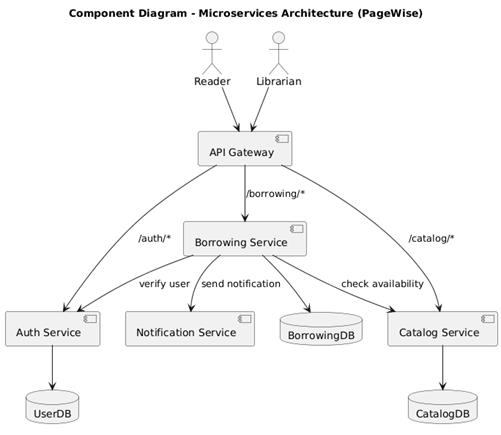 Component Diagram - Microservices Architecture (PageWise)
Reader
Librarian
API Gateway
/borrowing/*
/auth/*
/catalog/*
Borrowing Service
verify user
send notification
check availability
Auth Service
Notification Service
BorrowingDB
Catalog Service
UserDB
CatalogDB